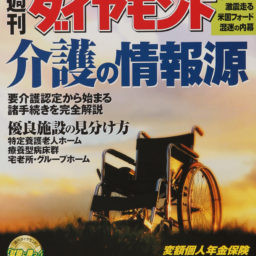 週刊
ダイヤモンド
激震走る
米国フォード
混迷の内幕
介護の情報源
要介護認定から始まる
諸手続きを完全解説
優良施設の見分け方
特定養護老人ホーム
療養型病床群
宅老所・グループホーム
変額個人年金保険